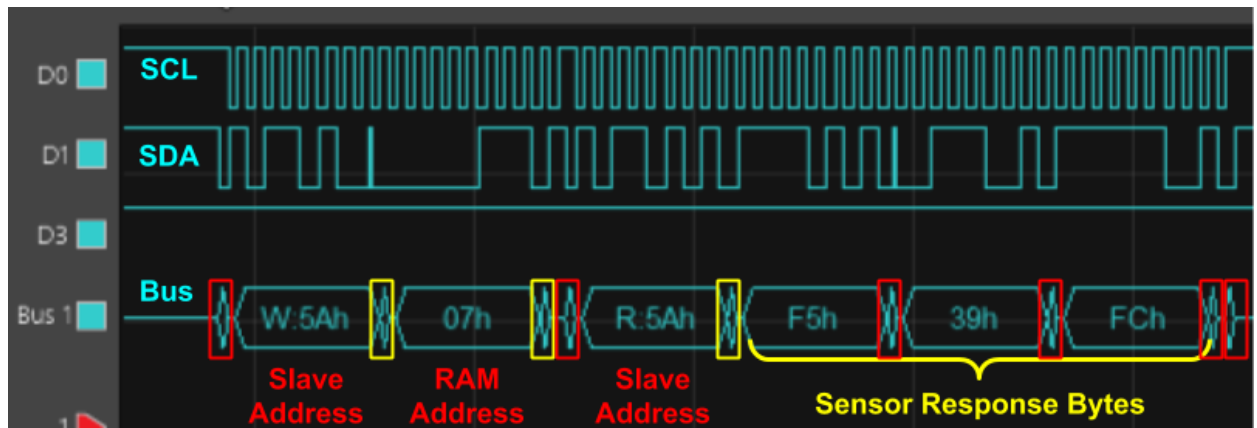 D0
SCL
D1
SDA
D3
Bus 1
Bus
W:5Ah
07h
R:5Ah
F5h
39h
FCh
Slave
Address
RAM
Address
Slave
Address
Sensor Response Bytes
1